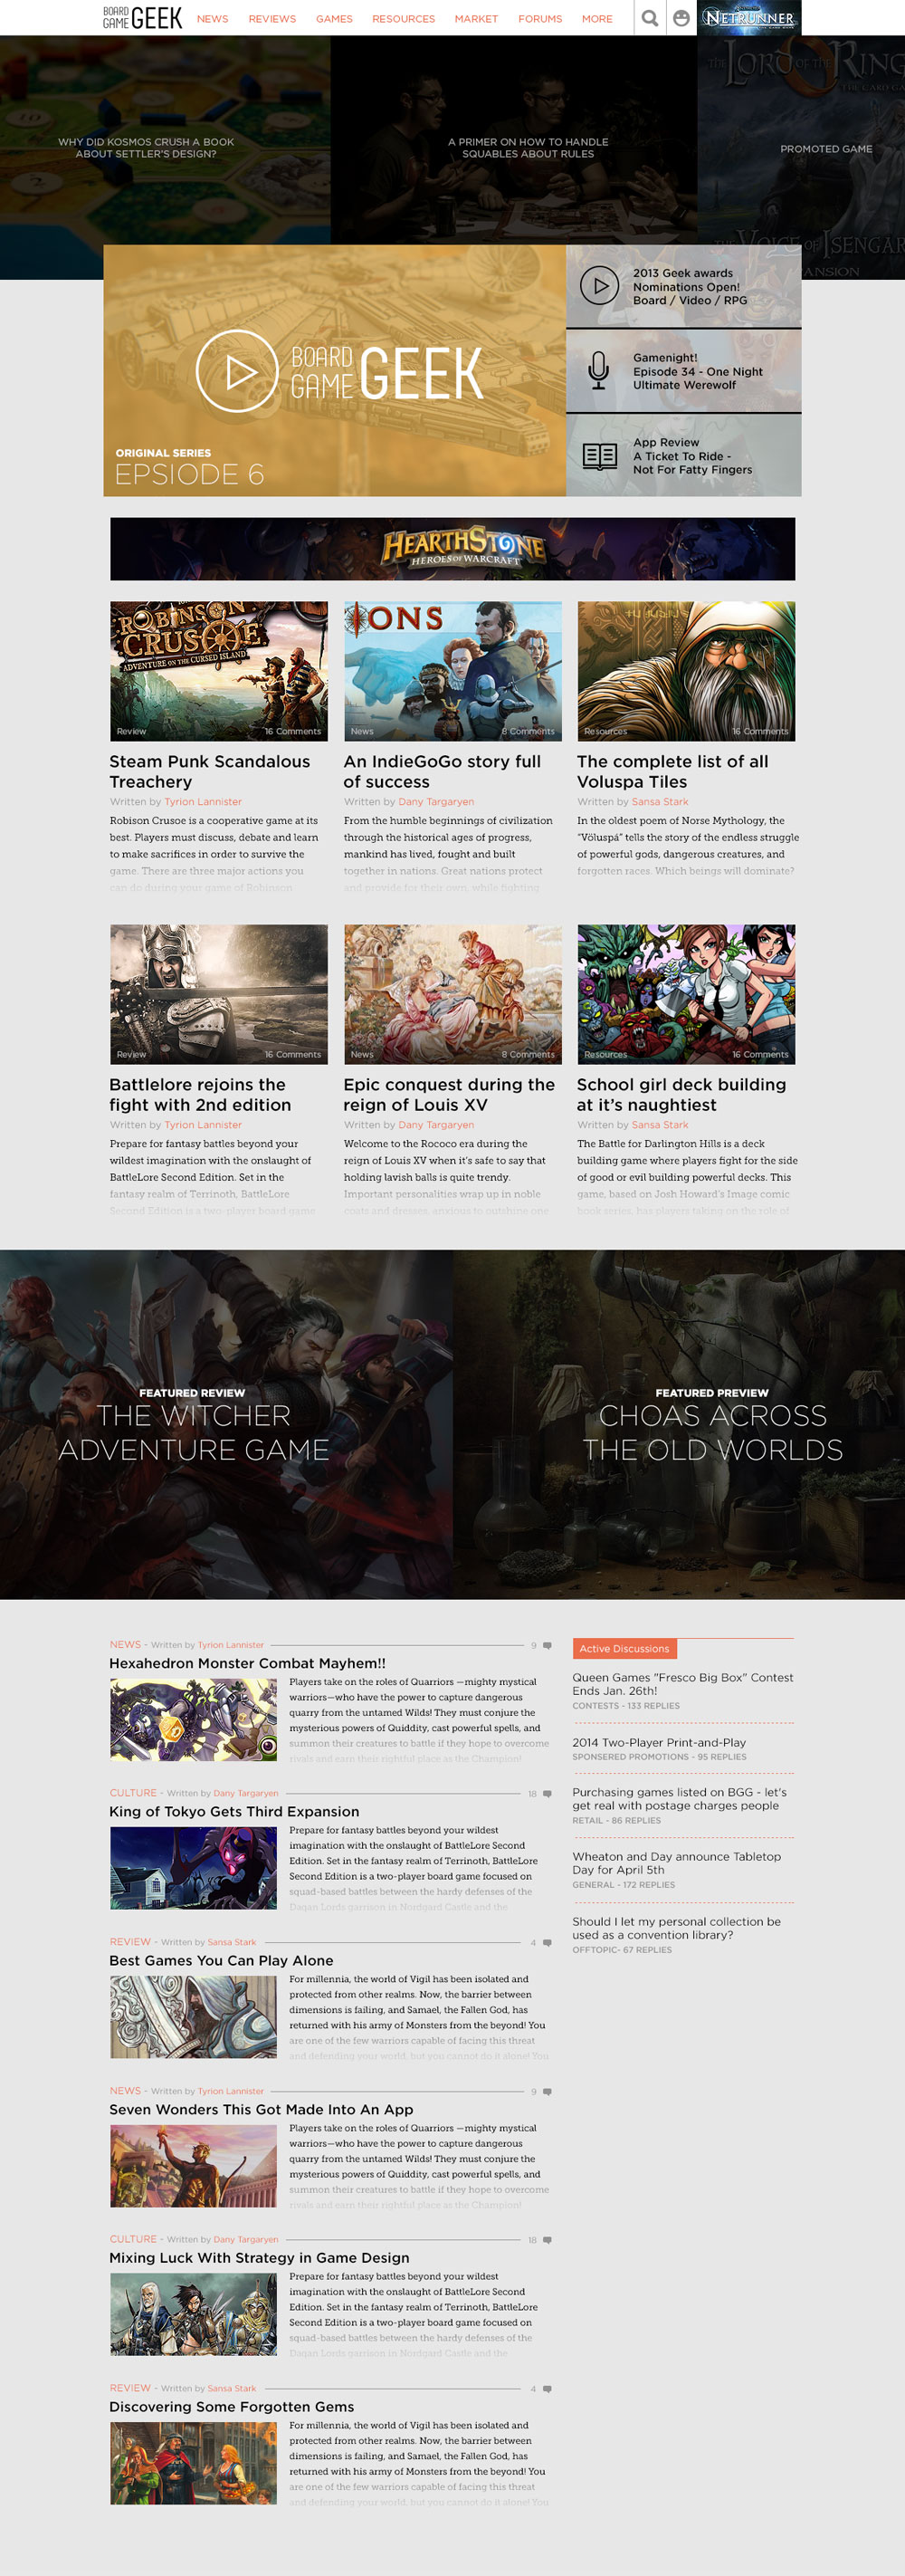 BOARD
GAME GEEK
NEWS
REVIEWS
GAMES
RESOURCES
MARKET
FORUMS
MORE
NETRUNNER
WHY DID KOSMOS CRUSH A BOOK
ABOUT SETTLER'S DESIGN?
A PRIMER ON HOW TO HANDLE
SQUABLES ABOUT RULES
THE LORD OF THE RING
THE CARD GA
PROMOTED GAME
THE VOICE OF ISENGAR
ANSION
BOARD
GAME GEEK
ORIGINAL SERIES
EPSIODE 6
2013 Geek awards
Nominations Open!
Board / Video / RPG
Gamenight!
Episode 34 - One Night
Ultimate Werewolf
App Review
A Ticket To Ride -
Not For Fatty Fingers
HEARTHSTONE
HEROES OF WARCRAFT
ROBINSON
CRUSOE
ADVENTURE ON THE CURSED ISLAND
Review
16 Comments
Steam Punk Scandalous
Treachery
Written by Tyrion Lannister
Robison Crusoe is a cooperative game at its
best. Players must discuss, debate and learn
to make sacrifices in order to survive the
game. There are three major actions you
can do during your game of Robinson
IONS
News
8 Comments
An IndieGoGo story full
of success
Written by Dany Targaryen
From the humble beginnings of civilization
through the historical ages of progress,
mankind has lived, fought and built
together in nations. Great nations protect
and provide for their own, while fighting
Resources
16 Comments
The complete list of all
Voluspa Tiles
Written by Sansa Stark
In the oldest poem of Norse Mythology, the
"Völuspá" tells the story of the endless struggle
of powerful gods, dangerous creatures, and
forgotten races. Which beings will dominate?
Review
16 Comments
Battlelore rejoins the
fight with 2nd edition
Written by Tyrion Lannister
Prepare for fantasy battles beyond your
wildest imagination with the onslaught of
BattleLore Second Edition. Set in the
fantasy realm of Terrinoth, BattleLore
Second Edition is a two-player board game
News
8 Comments
Epic conquest during the
reign of Louis XV
Written by Dany Targaryen
Welcome to the Rococo era during the
reign of Louis XV when it's safe to say that
holding lavish balls is quite trendy.
Important personalities wrap up in noble
coats and dresses, anxious to outshine one
Resources
16 Comments
School girl deck building
at it's naughtiest
Written by Sansa Stark
The Battle for Darlington Hills is a deck
building game where players fight for the side
of good or evil building powerful decks. This
game, based on Josh Howard's Image comic
book series, has players taking on the role of
FEATURED REVIEW
THE WITCHER
ADVENTURE GAME
FEATURED PREVIEW
CHOAS ACROSS
THE OLD WORLDS
NEWS - Written by Tyrion Lannister 9
Hexahedron Monster Combat Mayhem!!
Players take on the roles of Quarriors —mighty mystical
warriors—who have the power to capture dangerous
quarry from the untamed Wilds! They must conjure the
mysterious powers of Quiddity, cast powerful spells, and
summon their creatures to battle if they hope to overcome
rivals and earn their rightful place as the Champion!
CULTURE - Written by Dany Targaryen 18
King of Tokyo Gets Third Expansion
Prepare for fantasy battles beyond your wildest
imagination with the onslaught of BattleLore Second
Edition. Set in the fantasy realm of Terrinoth, BattleLore
Second Edition is a two-player board game focused on
squad-based battles between the hardy defenses of the
Daqan Lords garrison in Nordgard Castle and the
REVIEW - Written by Sansa Stark 4
Best Games You Can Play Alone
For millennia, the world of Vigil has been isolated and
protected from other realms. Now, the barrier between
dimensions is failing, and Samael, the Fallen God, has
returned with his army of Monsters from the beyond! You
are one of the few warriors capable of facing this threat
and defending your world, but you cannot do it alone! You
NEWS - Written by Tyrion Lannister 9
Seven Wonders This Got Made Into An App
Players take on the roles of Quarriors —mighty mystical
warriors—who have the power to capture dangerous
quarry from the untamed Wilds! They must conjure the
mysterious powers of Quiddity, cast powerful spells, and
summon their creatures to battle if they hope to overcome
rivals and earn their rightful place as the Champion!
CULTURE - Written by Dany Targaryen 18
Mixing Luck With Strategy in Game Design
Prepare for fantasy battles beyond your wildest
imagination with the onslaught of BattleLore Second
Edition. Set in the fantasy realm of Terrinoth, BattleLore
Second Edition is a two-player board game focused on
squad-based battles between the hardy defenses of the
Daqan Lords garrison in Nordgard Castle and the
REVIEW - Written by Sansa Stark 4
Discovering Some Forgotten Gems
For millennia, the world of Vigil has been isolated and
protected from other realms. Now, the barrier between
dimensions is failing, and Samael, the Fallen God, has
returned with his army of Monsters from the beyond! You
are one of the few warriors capable of facing this threat
and defending your world, but you cannot do it alone! You
Active Discussions
Queen Games "Fresco Big Box" Contest
Ends Jan. 26th!
CONTESTS - 133 REPLIES
2014 Two-Player Print-and-Play
SPONSERED PROMOTIONS - 95 REPLIES
Purchasing games listed on BGG - let's
get real with postage charges people
RETAIL - 86 REPLIES
Wheaton and Day announce Tabletop
Day for April 5th
GENERAL - 172 REPLIES
Should I let my personal collection be
used as a convention library?
OFFTOPIC- 67 REPLIES